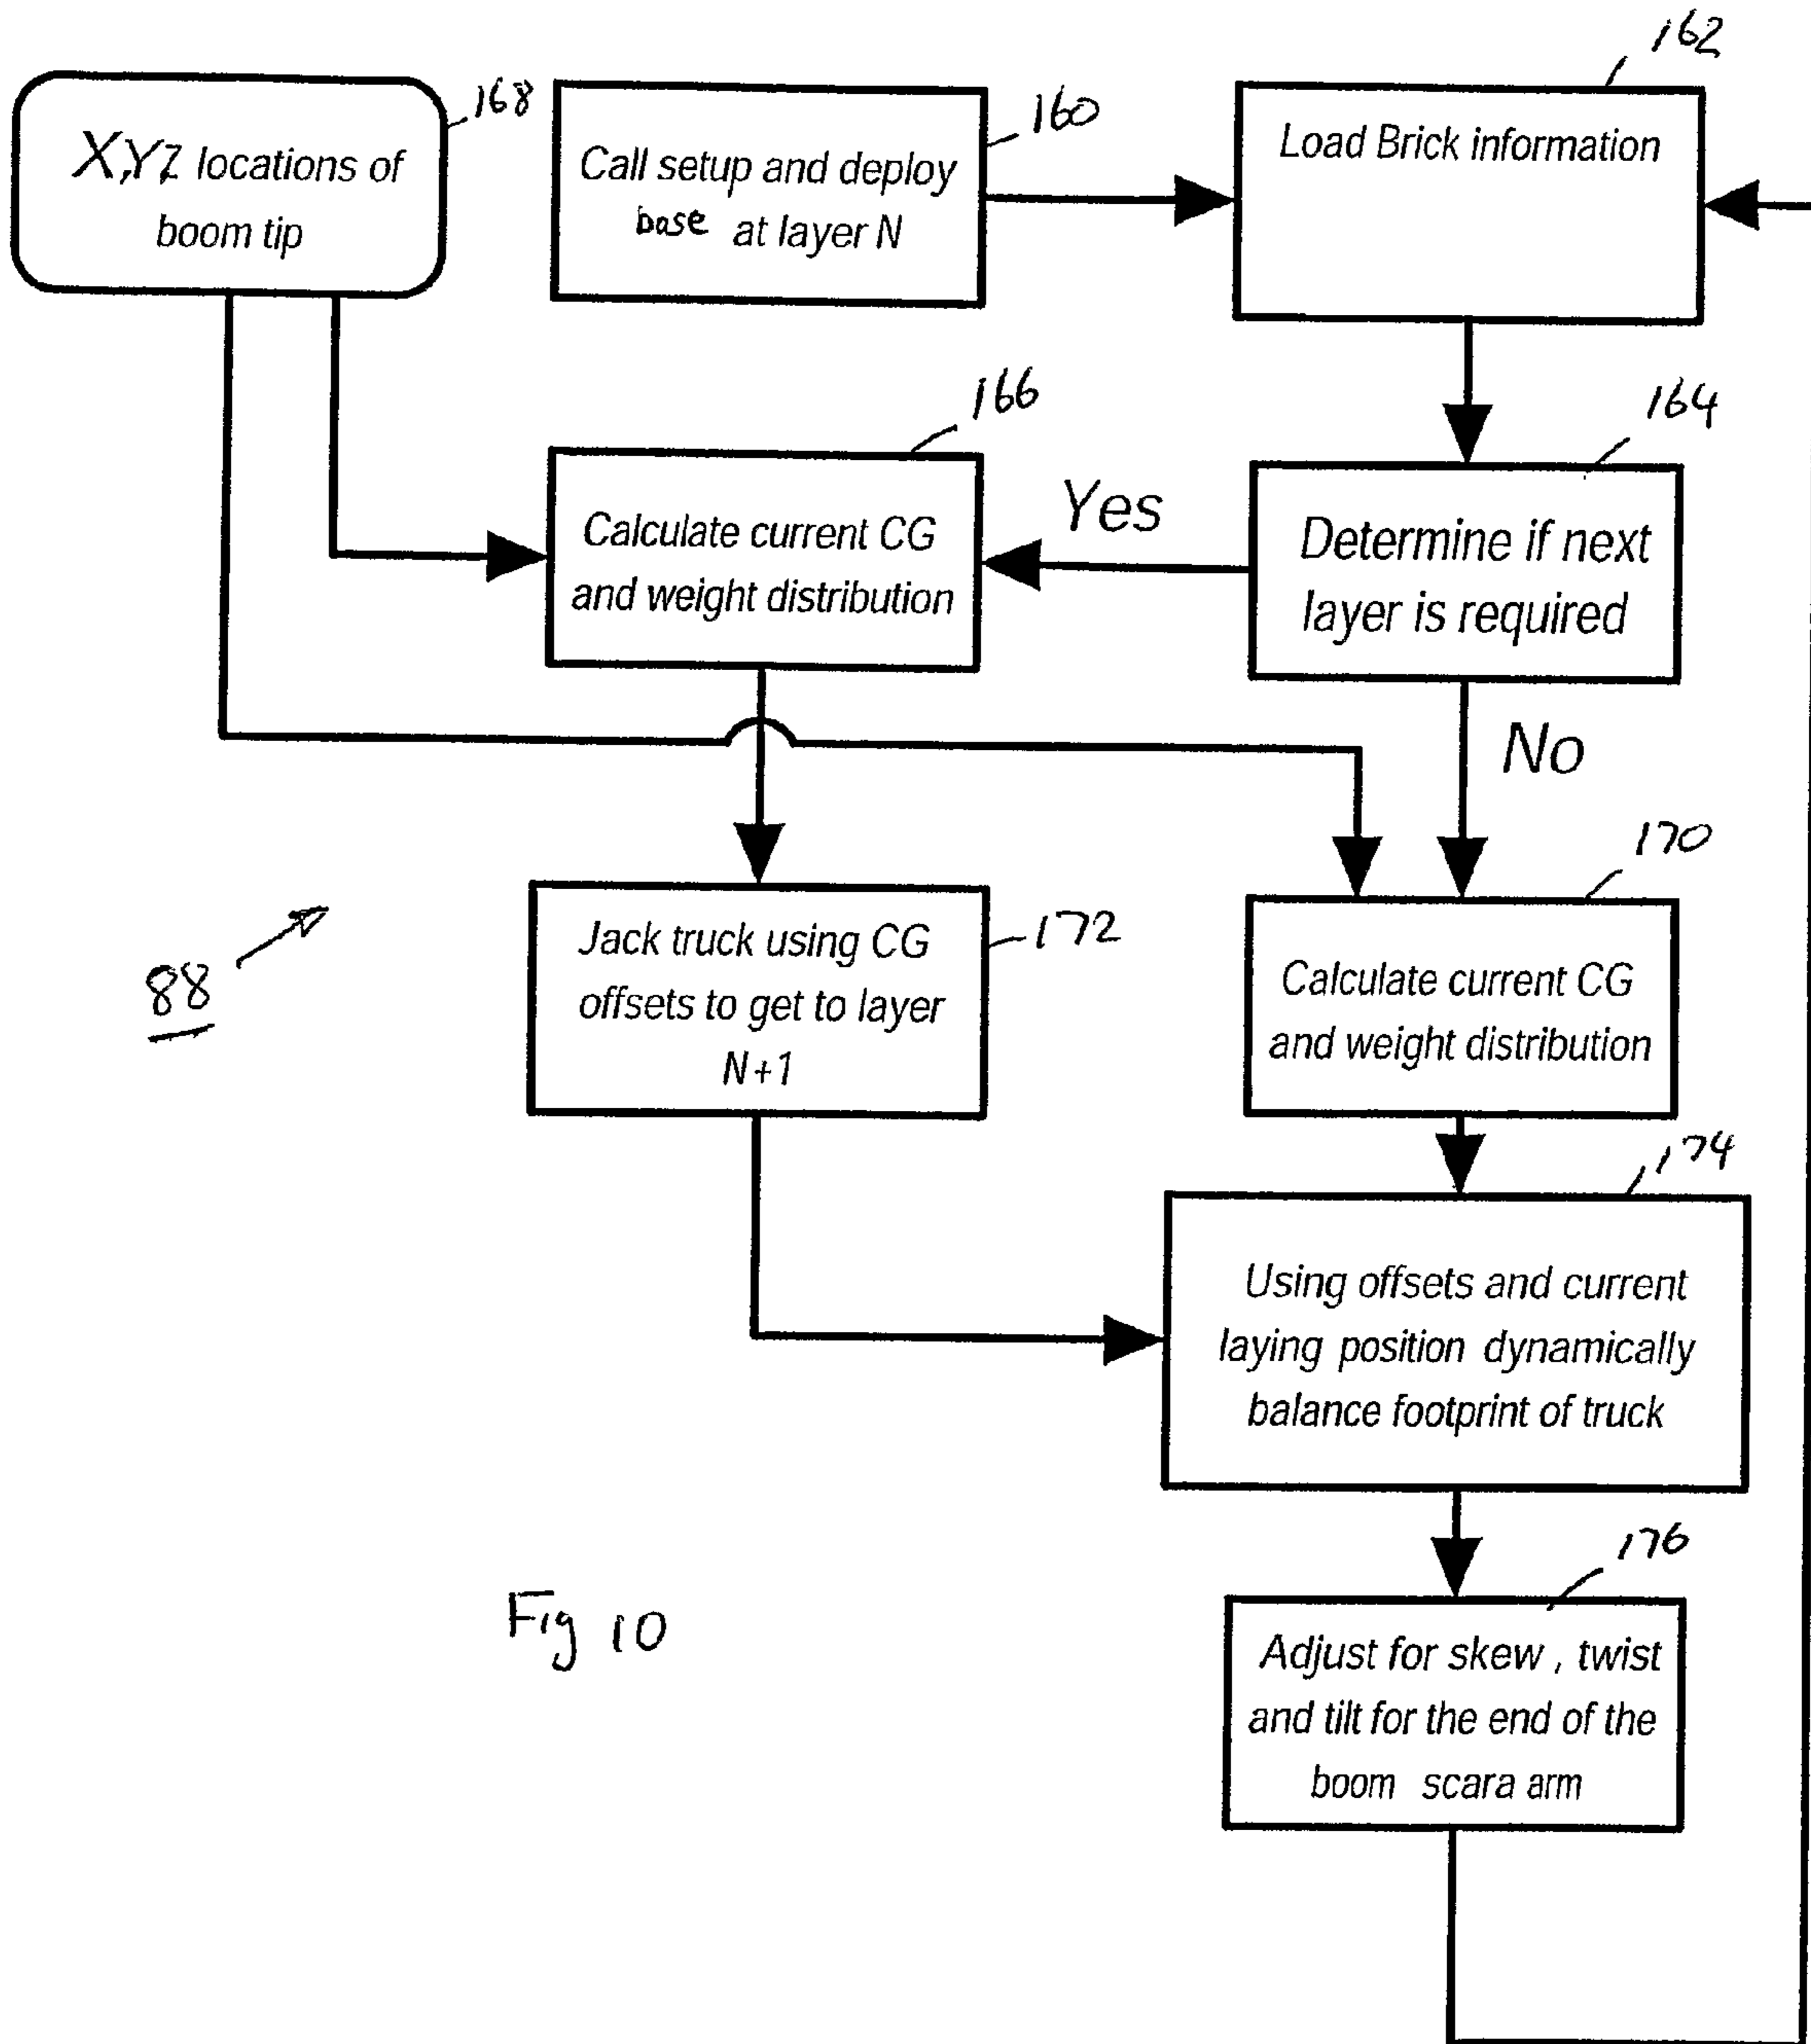 162
168
X,Y,Z locations of
boom tip
160
Call setup and deploy
base at layer N
Load Brick information
166
164
Calculate current CG
and weight distribution
Yes
Determine if next
layer is required
No
170
172
Jack truck using CG
offsets to get to layer
N+1
Calculate current CG
and weight distribution
88
174
Using offsets and current
laying position dynamically
balance footprint of truck
176
Fig 10
Adjust for skew, twist
and tilt for the end of the
boom scara arm